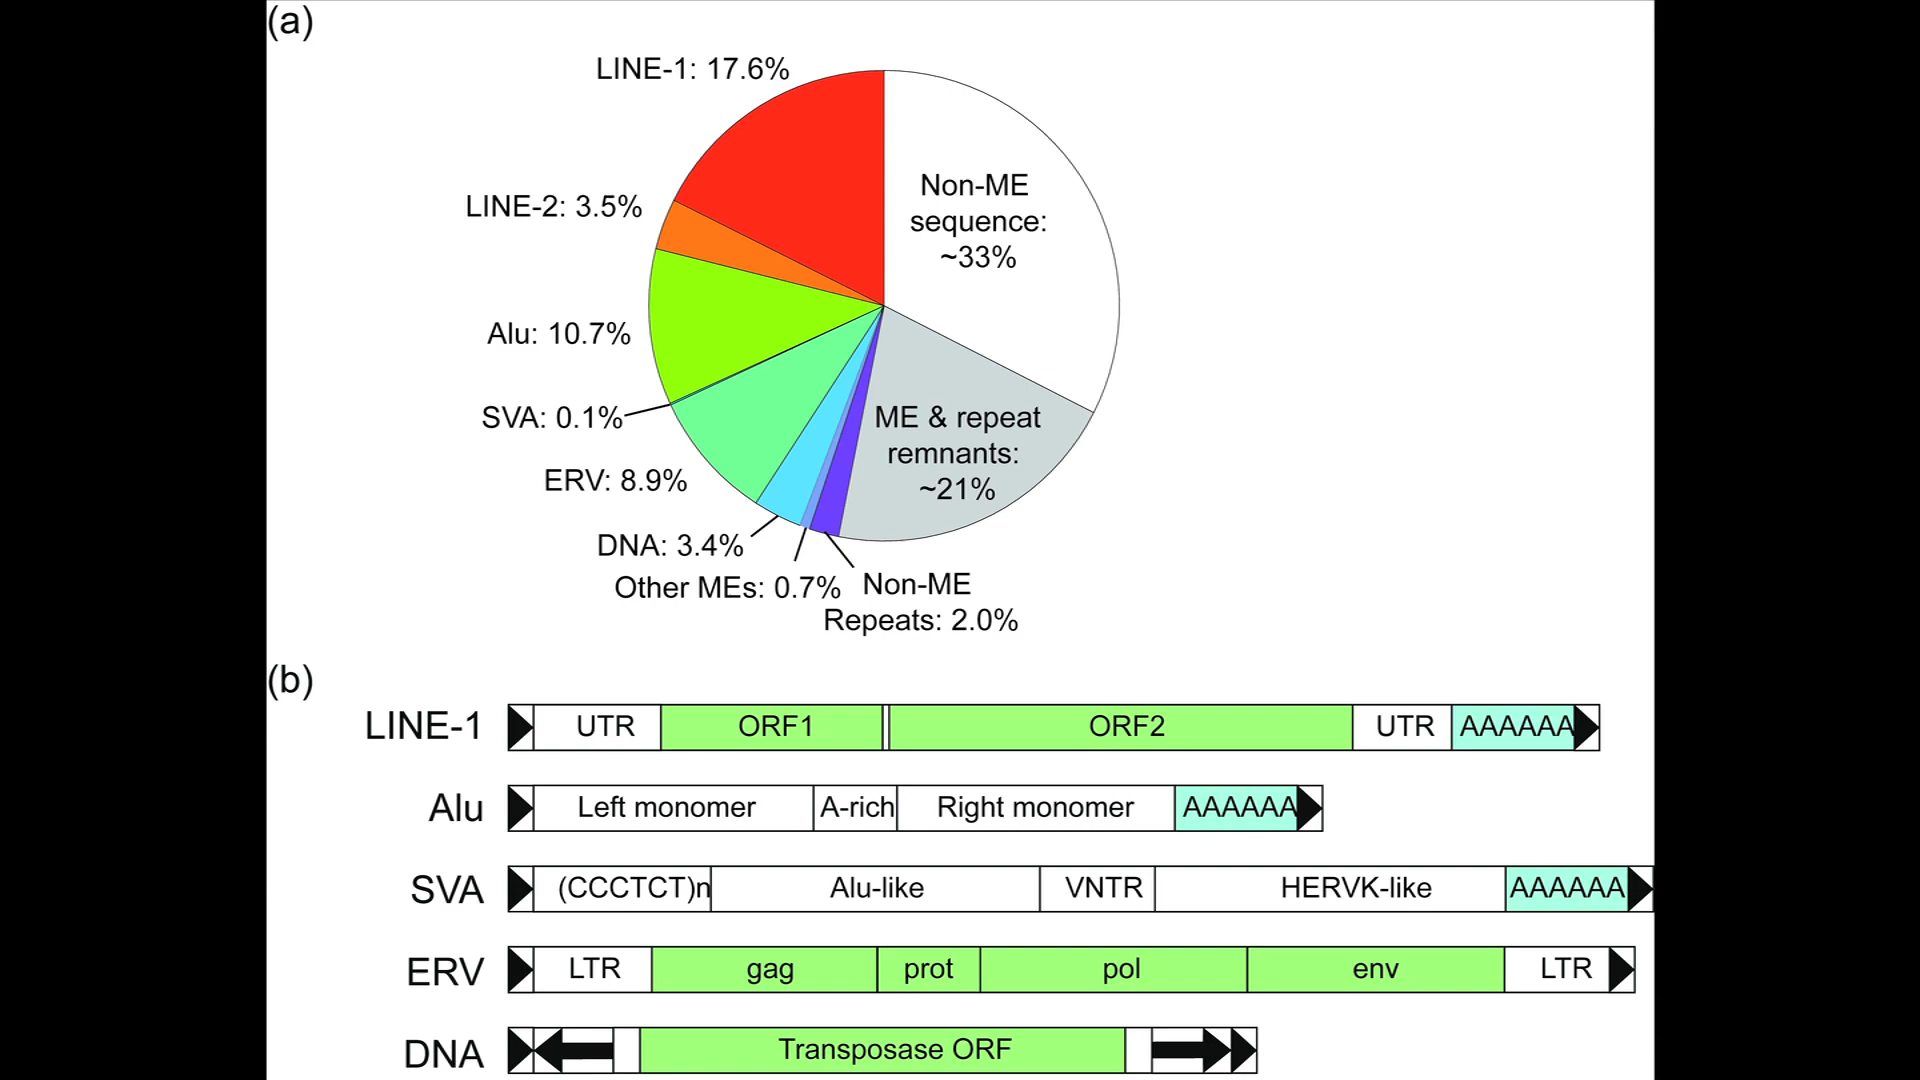 (a)
LINE-1: 17.6%
Non-ME
sequence:
~33%
LINE-2: 3.5%
Alu: 10.7%
SVA: 0.1%
ME & repeat
remnants:
~21%
ERV: 8.9%
DNA: 3.4%
Other MEs: 0.7%
Non-ME
Repeats: 2.0%
(b)
LINE-1 UTR ORF1 ORF2 UTR AAAAAA
Alu Left monomer A-rich Right monomer AAAAAA
SVA (CCCTCT)n Alu-like VNTR HERVK-like AAAAAA
ERV LTR gag prot pol env LTR
DNA Transposase ORF